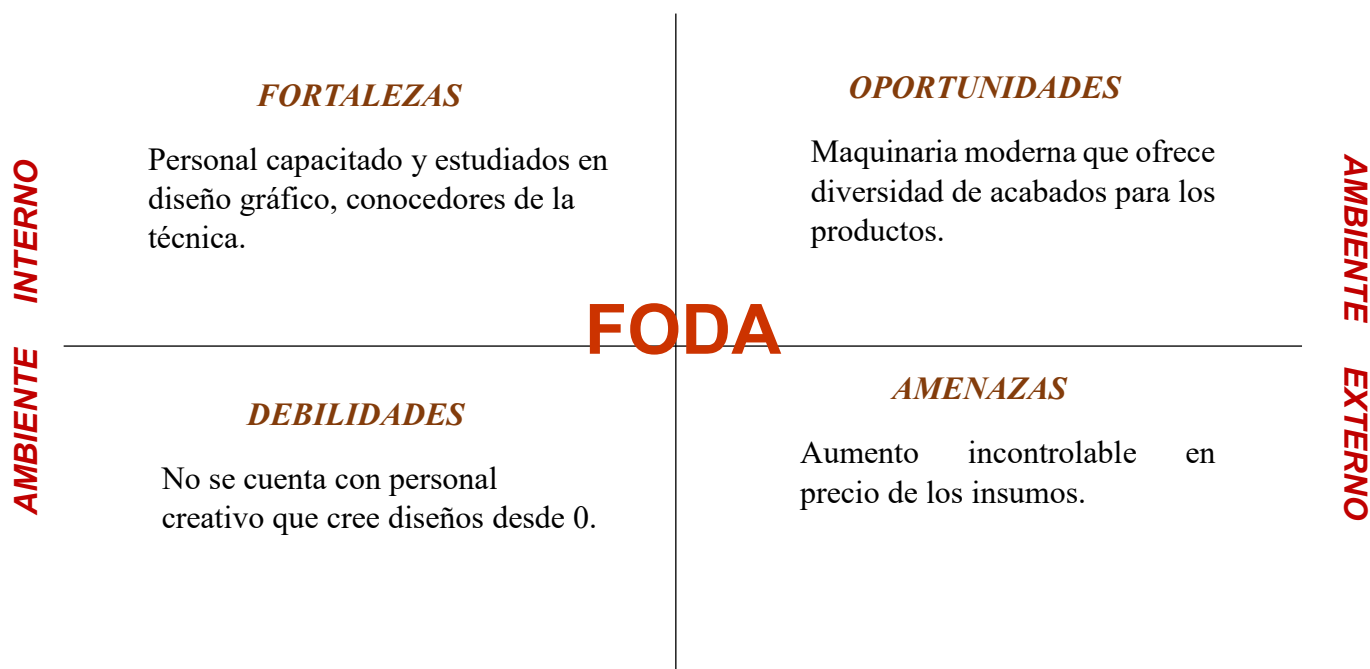 FORTALEZAS
Personal capacitado y estudiados en
diseño gráfico, conocedores de la
técnica.
OPORTUNIDADES
Maquinaria moderna que ofrece
diversidad de acabados para los
productos.
AMBIENTE INTERNO
FODA
AMBIENTE EXTERNO
DEBILIDADES
No se cuenta con personal
creativo que cree diseños desde 0.
AMENAZAS
Aumento incontrolable en
precio de los insumos.